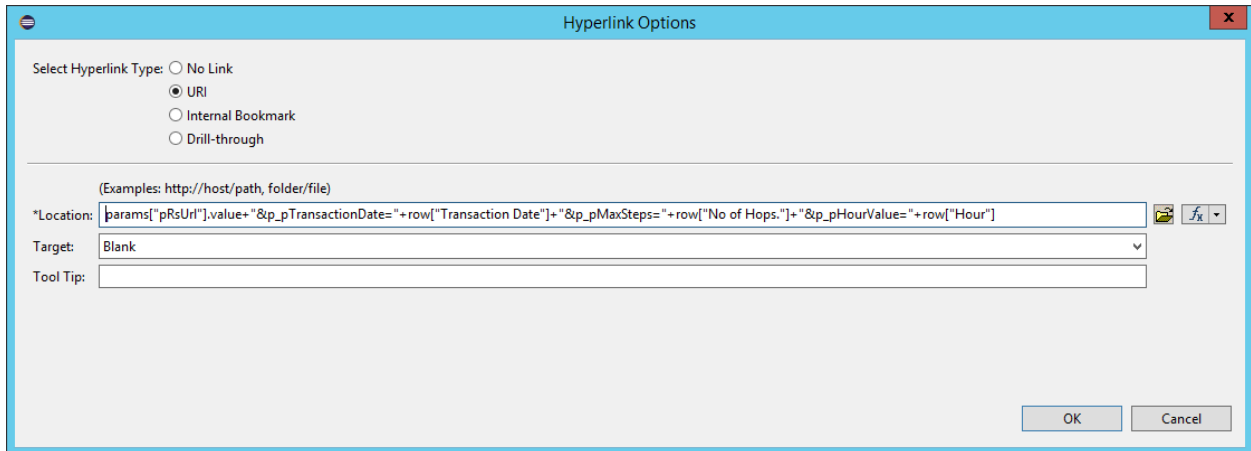 Hyperlink Options
x
Select Hyperlink Type: No Link
URI
Internal Bookmark
Drill-through
(Examples: http://host/path, folder/file)
*Location: params["pRsUrl"].value+"&p_pTransactionDate="+row["Transaction Date"]+"&p_pMaxSteps="+row["No of Hops."]+"&p_pHourValue="+row["Hour"] fx
Target: Blank
Tool Tip:
OK Cancel